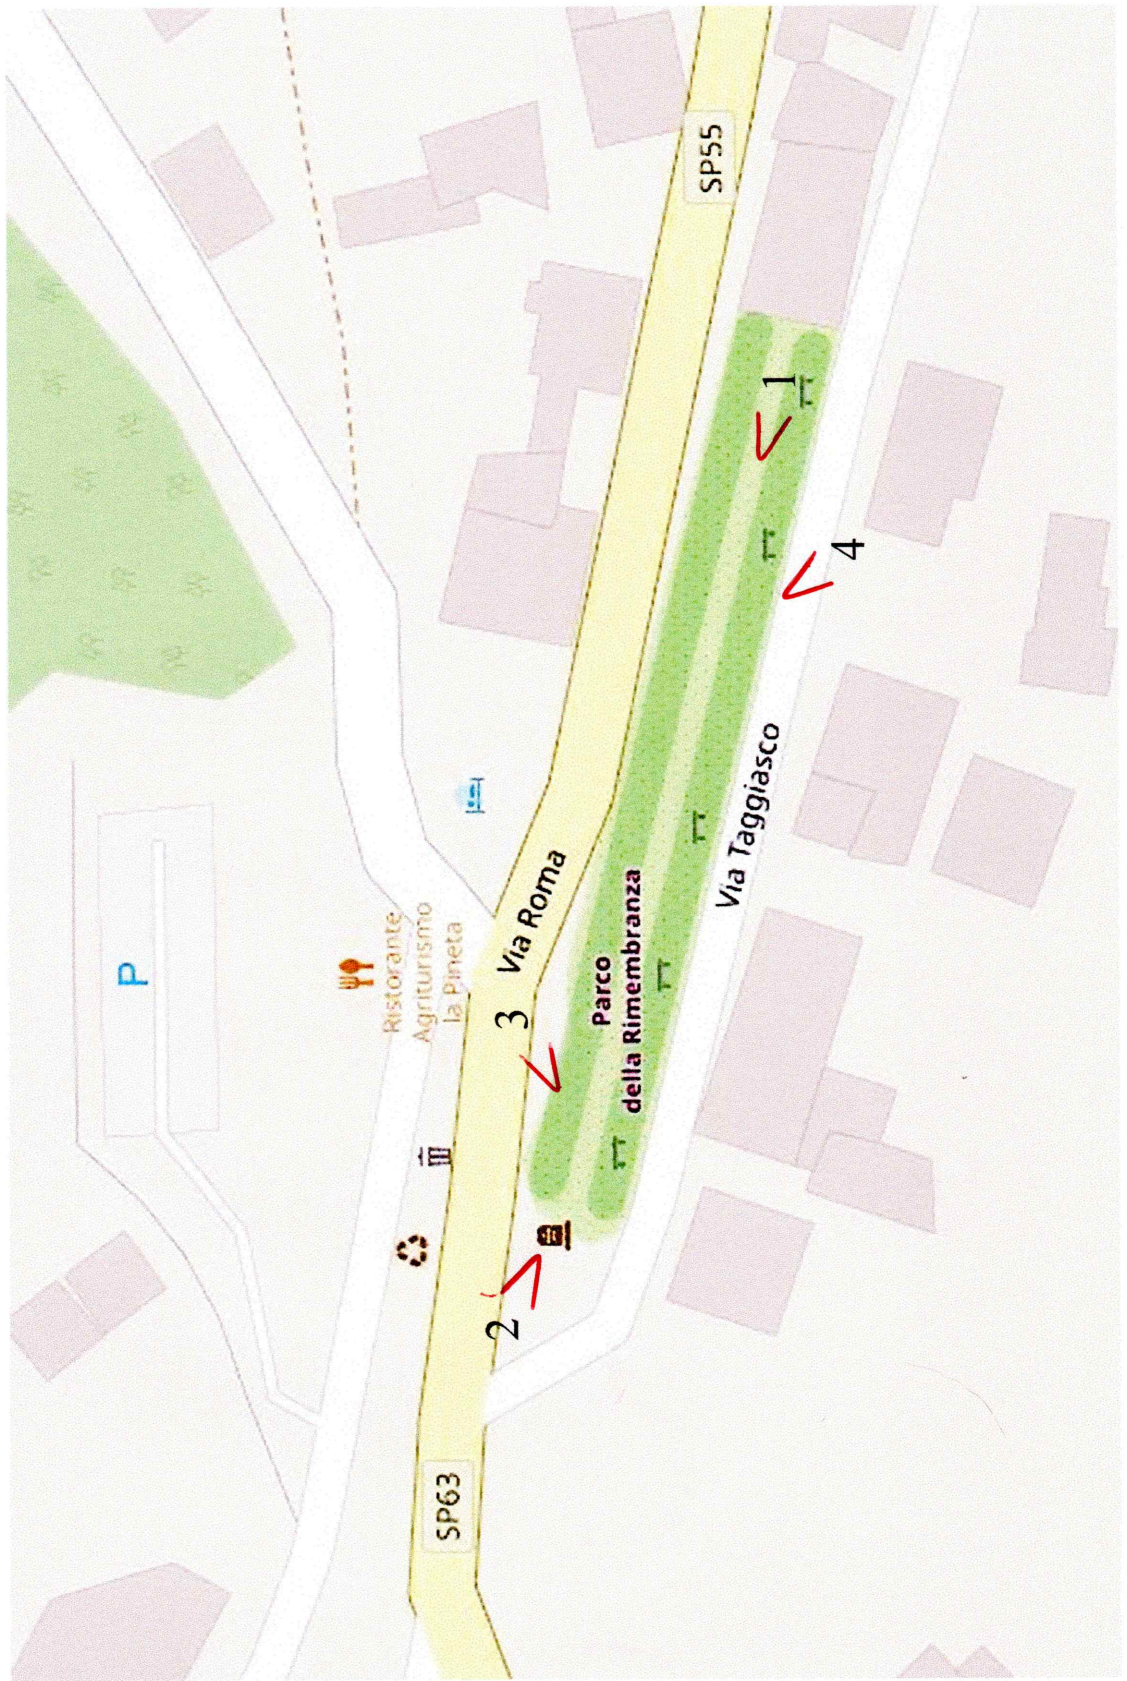 SP55
1
4
Via Taggiasco
Via Roma
P
Ristorante
Agriturismo
la Pineta
Parco
della Rimembranza
3
2
SP63